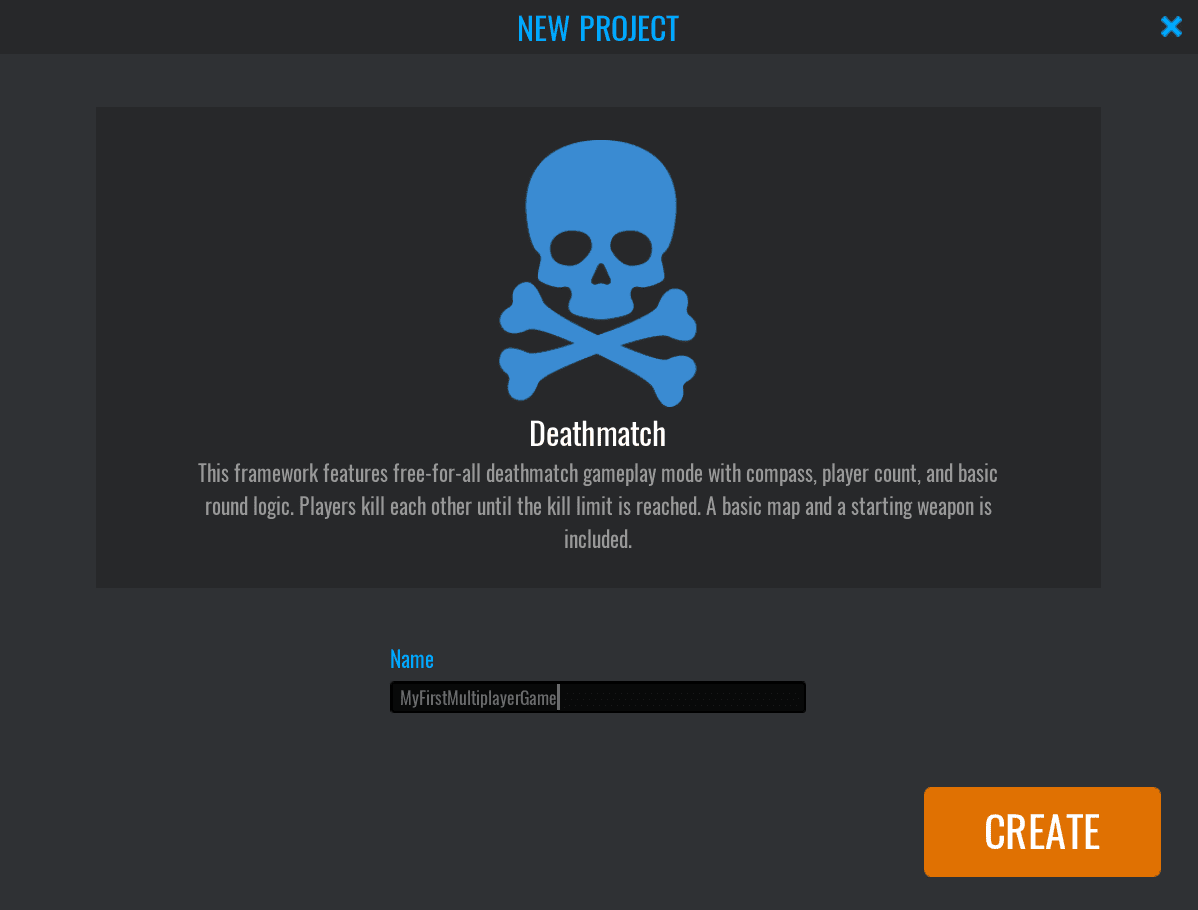 NEW PROJECT
Deathmatch
This framework features free-for-all deathmatch gameplay mode with compass, player count, and basic
round logic. Players kill each other until the kill limit is reached. A basic map and a starting weapon is
included.
Name
MyFirstMultiplayerGame
CREATE